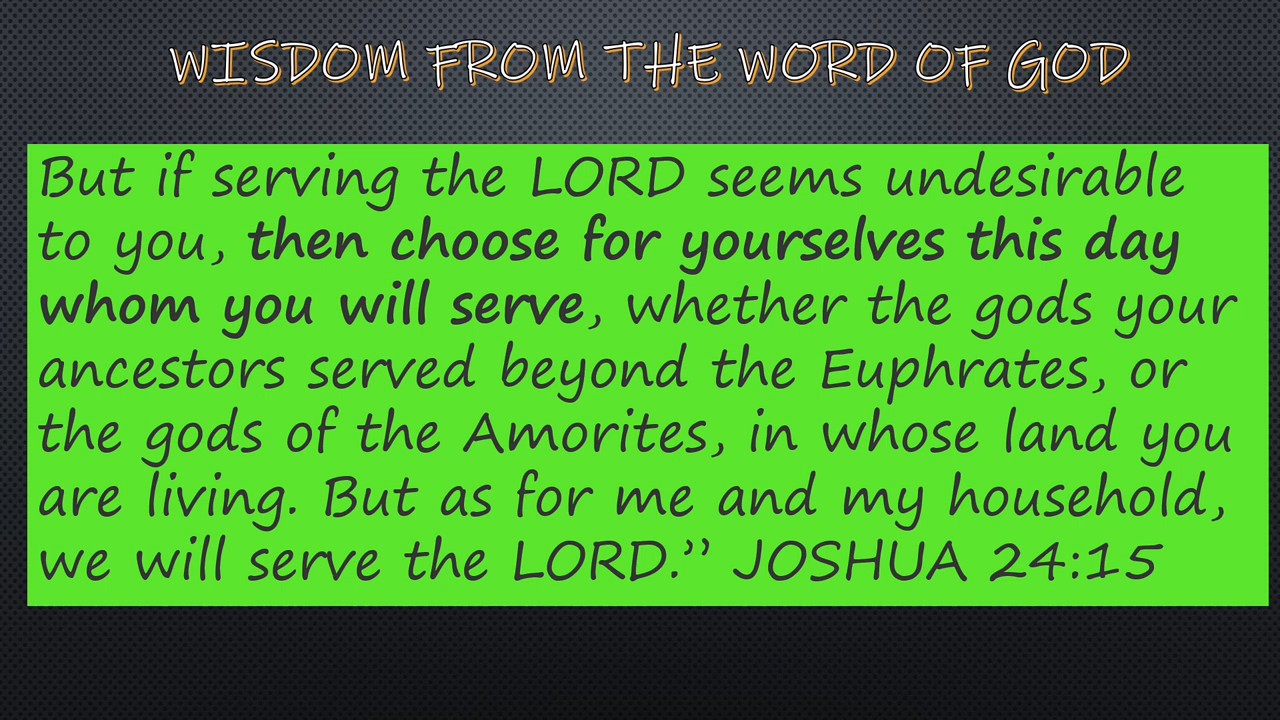 WISDOM FROM THE WORD OF GOD
But if serving the LORD seems undesirable
to you, then choose for yourselves this day
whom you will serve, whether the gods your
ancestors served beyond the Euphrates, or
the gods of the Amorites, in whose land you
are living. But as for me and my household,
we will serve the LORD.” JOSHUA 24:15